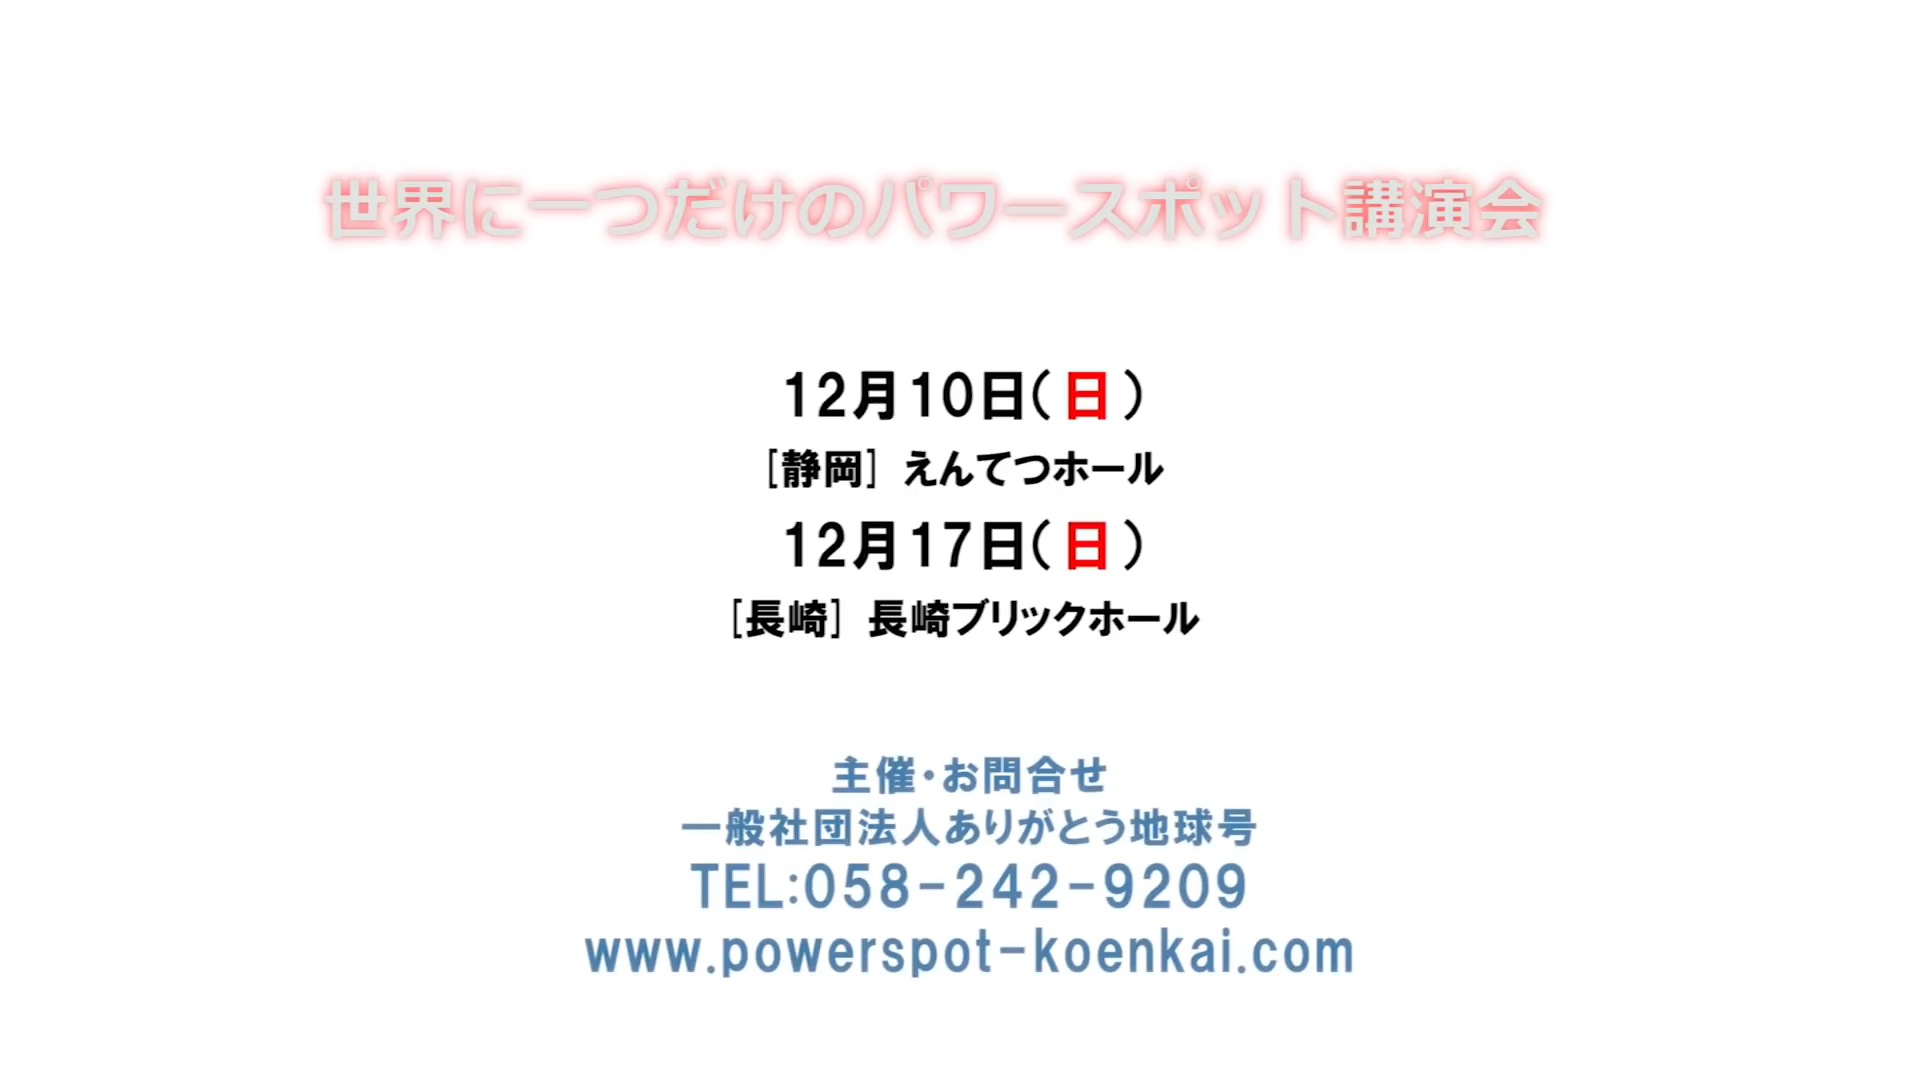 世界に一つだけのパワースポット講演会
12月10日(日)
[静岡] えんてつホール
12月17日(日)
[長崎] 長崎ブリックホール
主催・お問合せ
一般社団法人ありがとう地球号
TEL:058-242-9209
www.powerspot-koenkai.com